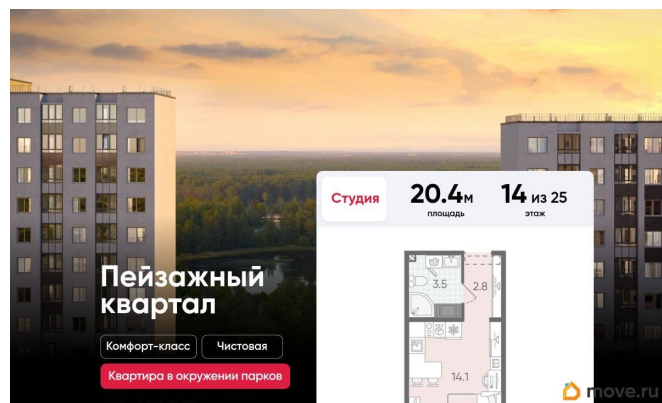 Студия
20.4м
площадь
14 из 25
этаж
Пейзажный
квартал
3.5
2.8
Комфорт-класс
Чистовая
14.1
Квартира в окружении парков
move.ru